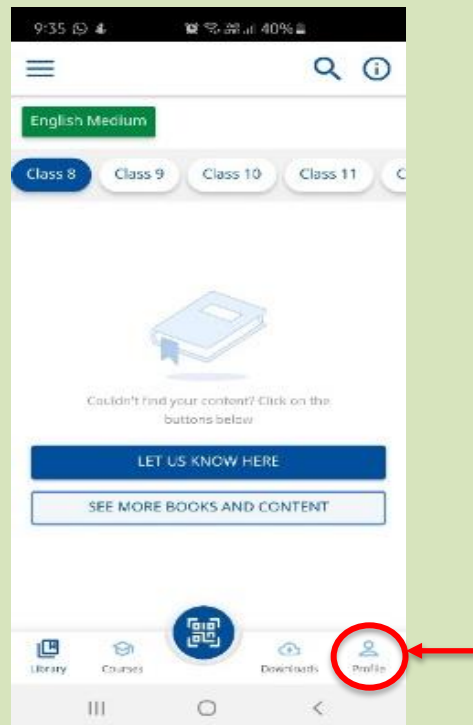 9:35
40%
English Medium
Class 8 Class 9 Class 10 Class 11 C
Couldn't find your content? Click on the
buttons below
LET US KNOW HERE
SEE MORE BOOKS AND CONTENT
Library Courses Downloads Profile